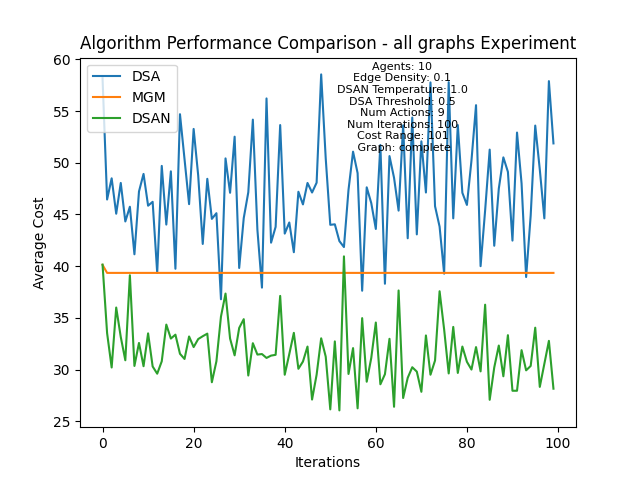 Algorithm Performance Comparison - all graphs Experiment
60
55
50
45
40
35
30
25
Average Cost
DSA
MGM
DSAN
Agents: 10
Edge Density: 0.1
DSAN Temperature: 1.0
DSA Threshold: 0.5
Num Actions: 9
Num Iterations: 100
Cost Range: 101
Graph: complete
0 20 40 60 80 100
Iterations